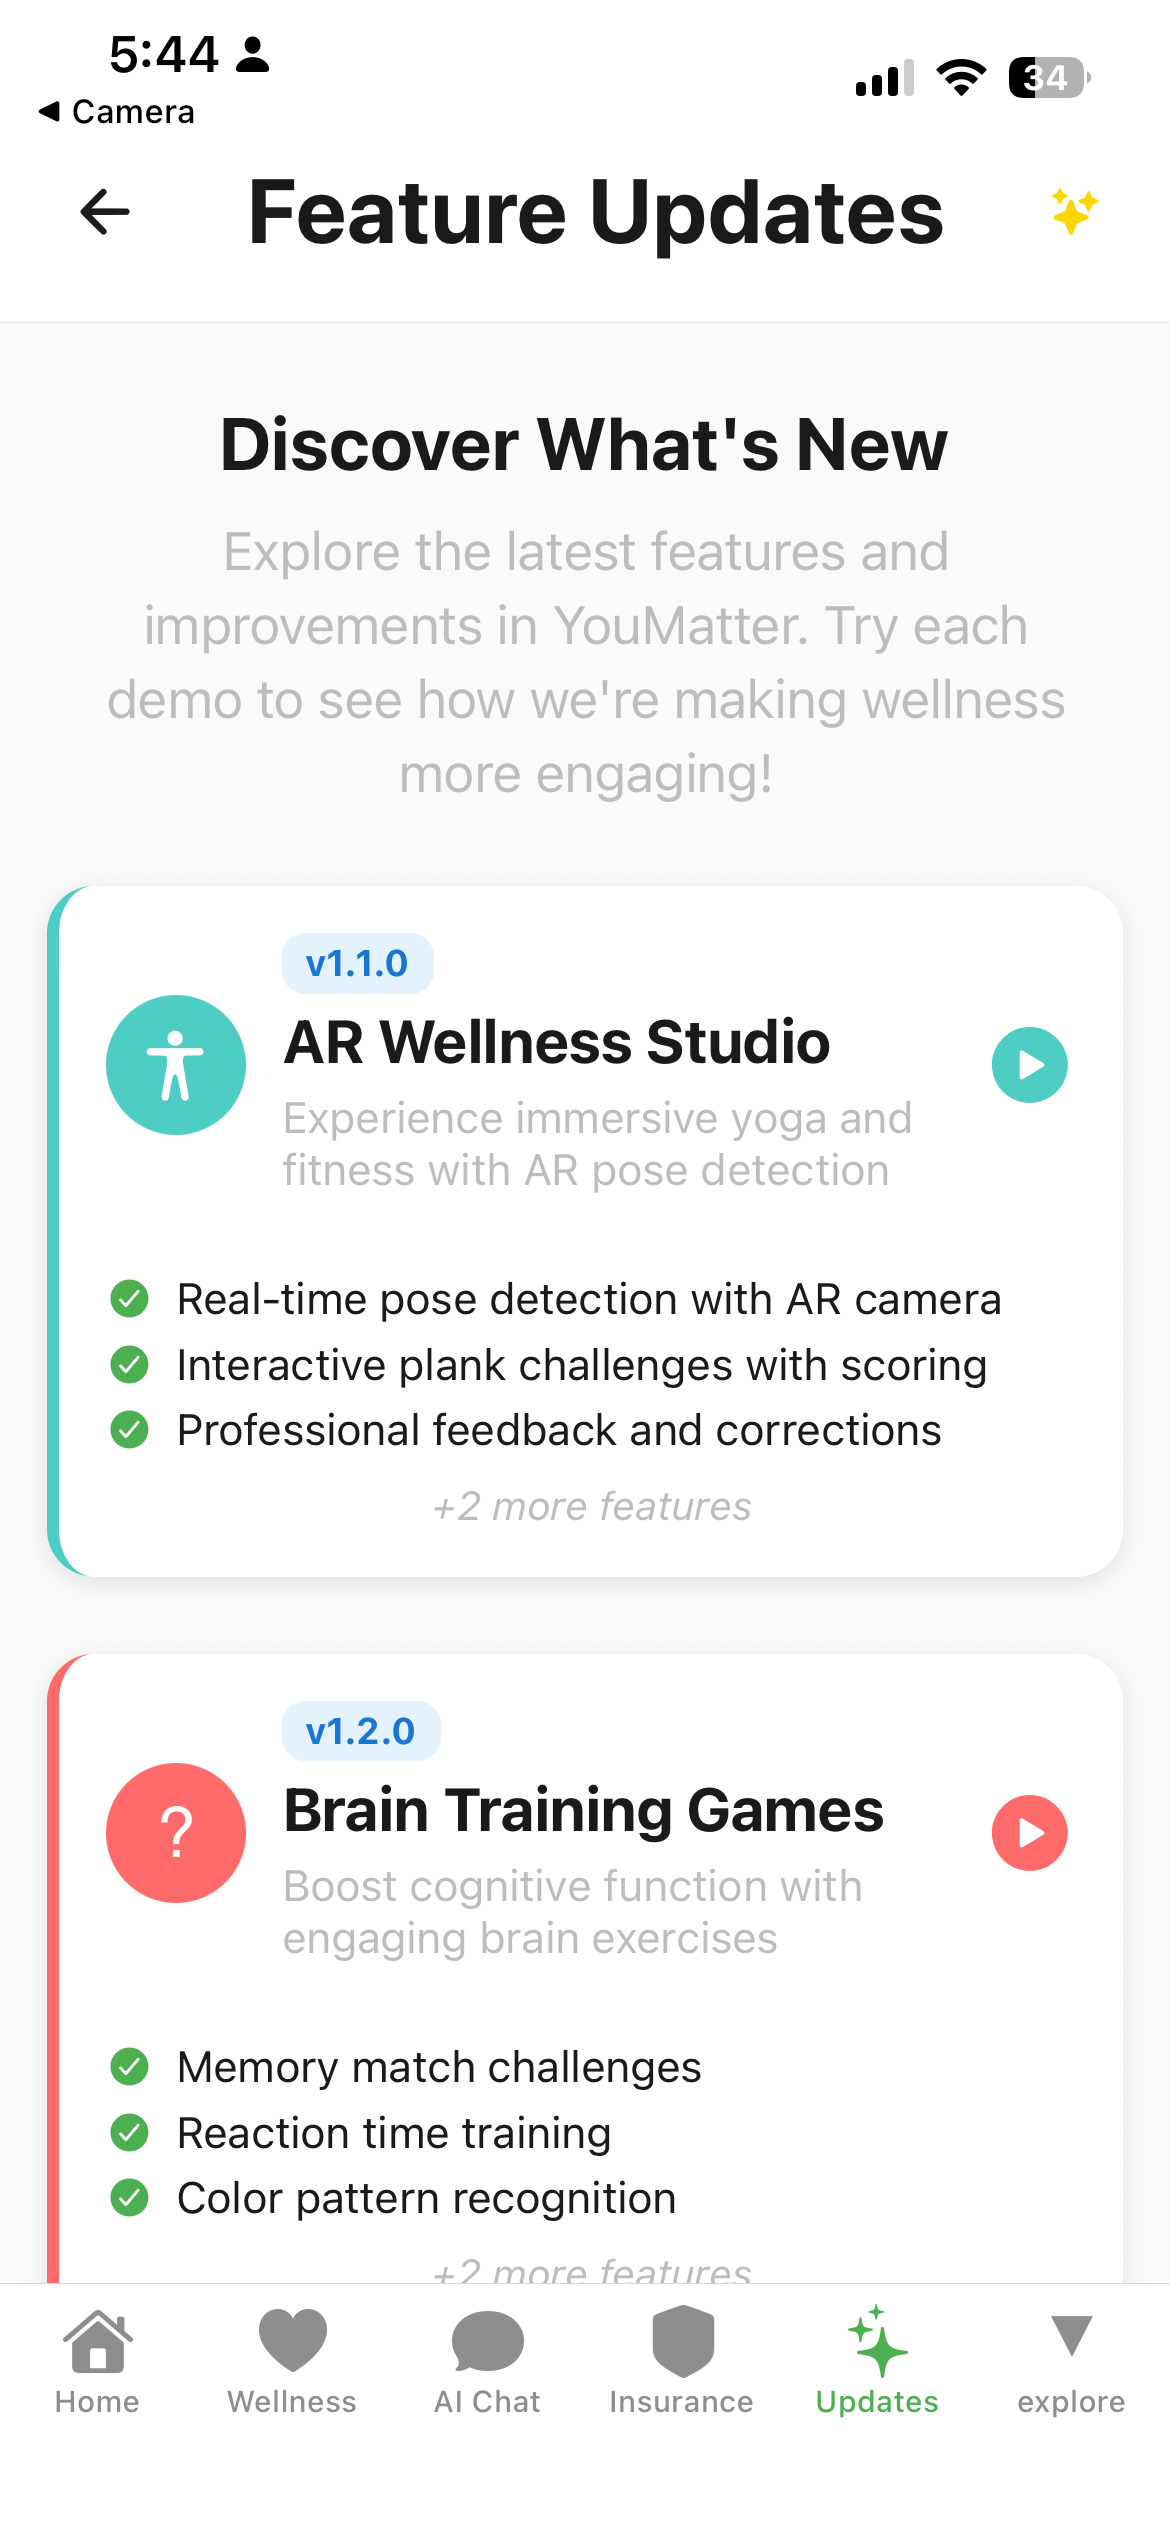 5:44
34
Camera
Feature Updates
Discover What's New
Explore the latest features and
improvements in YouMatter. Try each
demo to see how we're making wellness
more engaging!
v1.1.0
AR Wellness Studio
Experience immersive yoga and
fitness with AR pose detection
Real-time pose detection with AR camera
Interactive plank challenges with scoring
Professional feedback and corrections
+2 more features
v1.2.0
?
Brain Training Games
Boost cognitive function with
engaging brain exercises
Memory match challenges
Reaction time training
Color pattern recognition
+2 more features
Home
Wellness
AI Chat
Insurance
Updates
explore